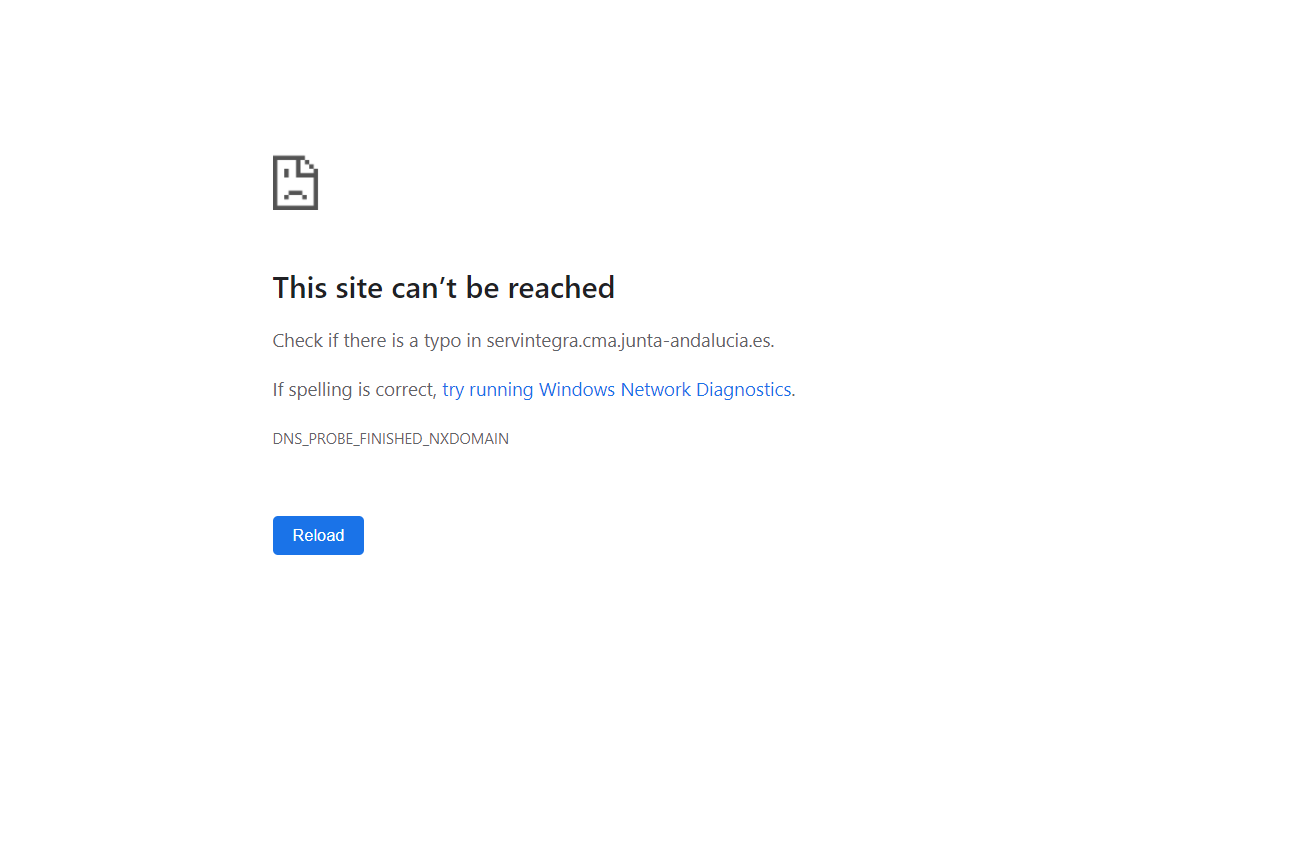 This site can’t be reached
Check if there is a typo in servintegra.cma.junta-andalucia.es.
If spelling is correct, try running Windows Network Diagnostics.
DNS_PROBE_FINISHED_NXDOMAIN
Reload